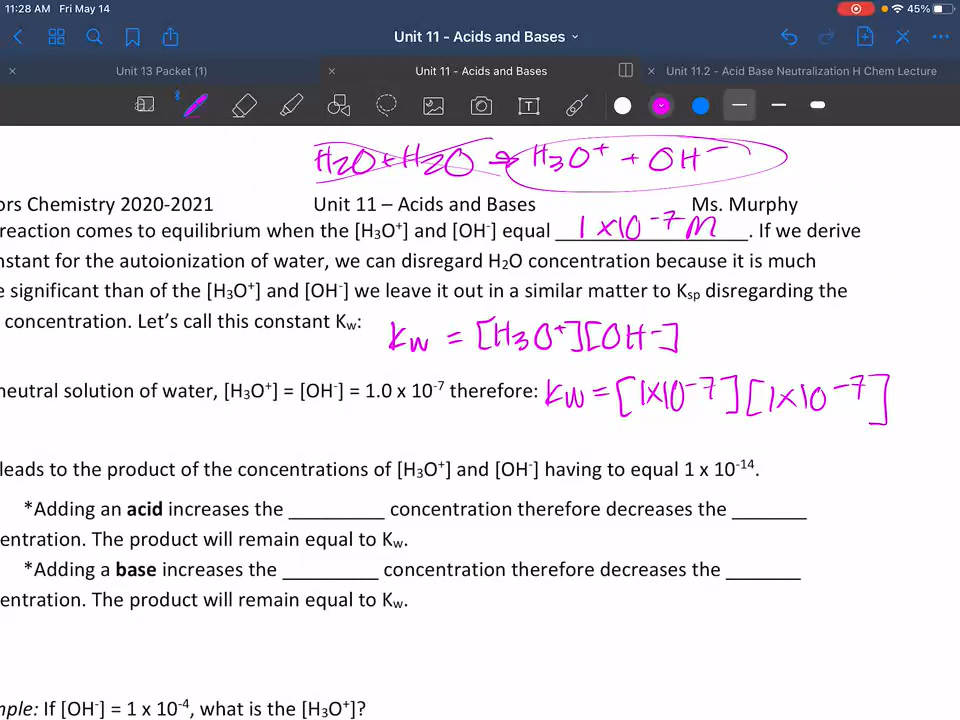 11:28 AM Fri May 14 45%
Unit 11 - Acids and Bases
Unit 13 Packet (1) Unit 11 - Acids and Bases Unit 11.2 - Acid Base Neutralization H Chem Lecture
T
H2O + H2O ⇌ H3O⁺ + OH⁻
ors Chemistry 2020-2021 Unit 11 – Acids and Bases Ms. Murphy
reaction comes to equilibrium when the [H₃O⁺] and [OH⁻] equal 1 x 10⁻⁷ M. If we derive
nstant for the autoionization of water, we can disregard H₂O concentration because it is much
e significant than of the [H₃O⁺] and [OH⁻] we leave it out in a similar matter to Ksp disregarding the
concentration. Let's call this constant Kw: Kw = [H3O⁺][OH⁻]
neutral solution of water, [H₃O⁺] = [OH⁻] = 1.0 x 10⁻⁷ therefore: Kw = [1x10⁻⁷][1x10⁻⁷]
leads to the product of the concentrations of [H₃O⁺] and [OH⁻] having to equal 1 x 10⁻¹⁴.
*Adding an acid increases the _________ concentration therefore decreases the _______
entration. The product will remain equal to Kw.
*Adding a base increases the _________ concentration therefore decreases the _______
entration. The product will remain equal to Kw.
mple: If [OH⁻] = 1 x 10⁻⁴, what is the [H₃O⁺]?